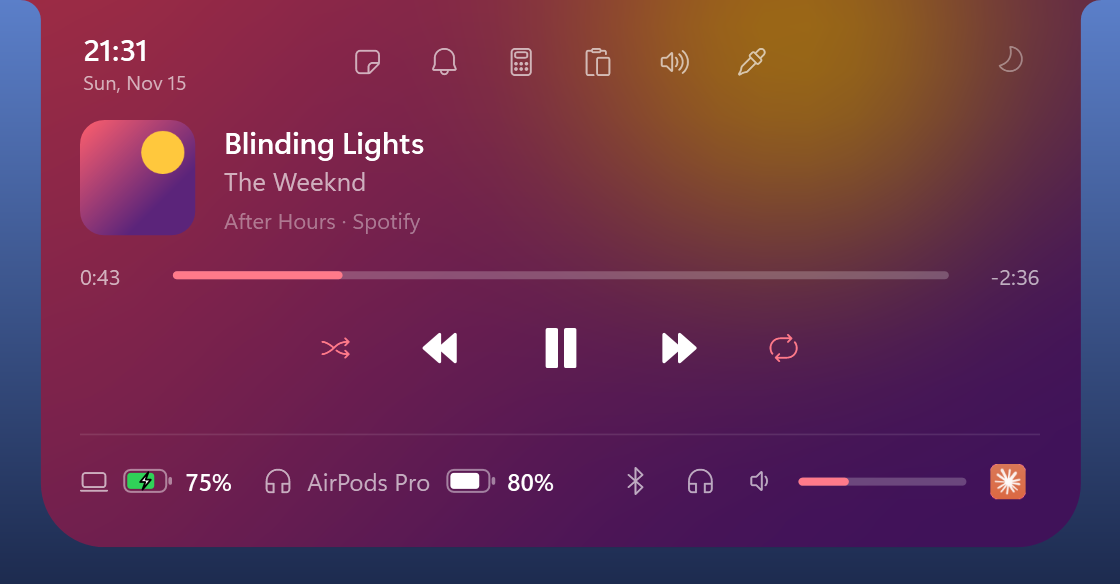 21:31
Sun, Nov 15
Blinding Lights
The Weeknd
After Hours · Spotify
0:43
-2:36
75%
AirPods Pro
80%